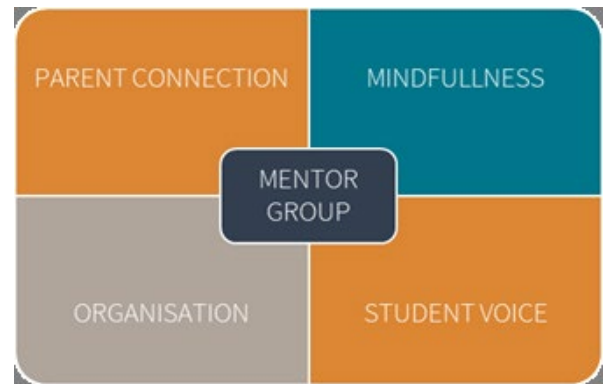 PARENT CONNECTION
MINDFULLNESS
MENTOR
GROUP
ORGANISATION
STUDENT VOICE